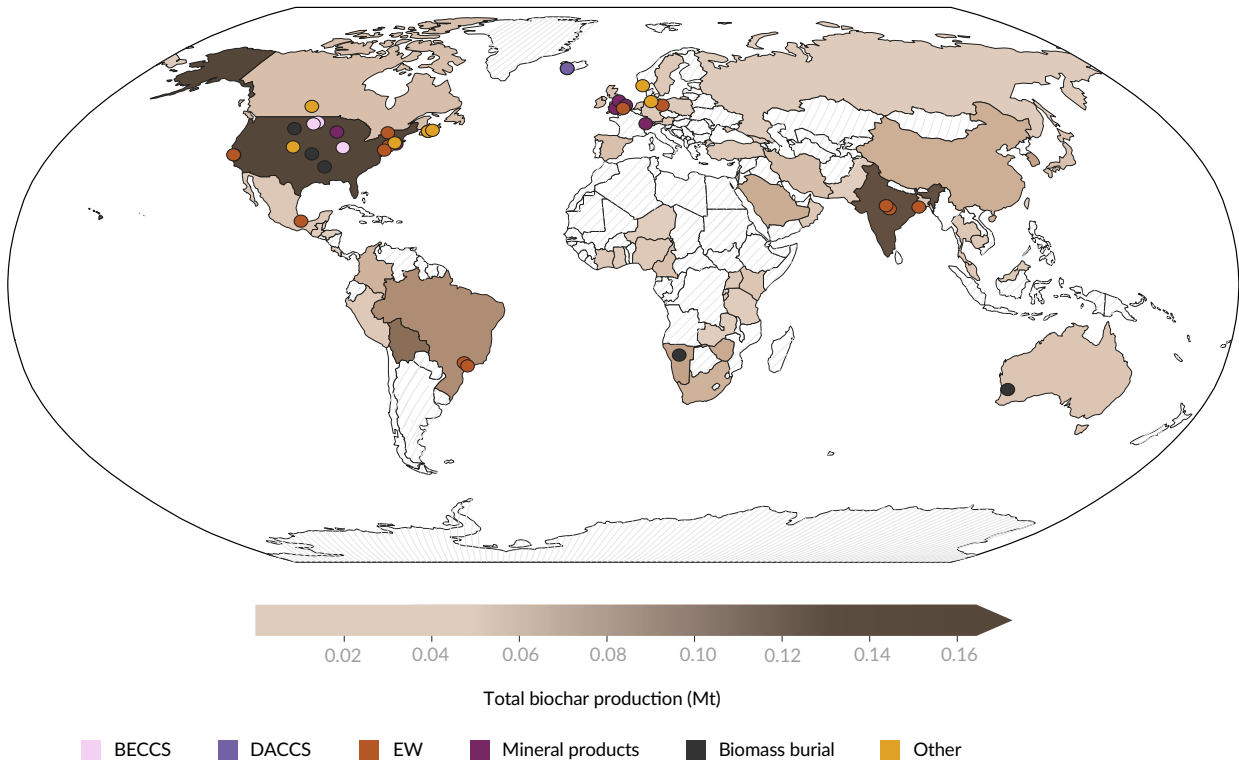 0.02 0.04 0.06 0.08 0.10 0.12 0.14 0.16
Total biochar production (Mt)
BECCS DACCS EW Mineral products Biomass burial Other